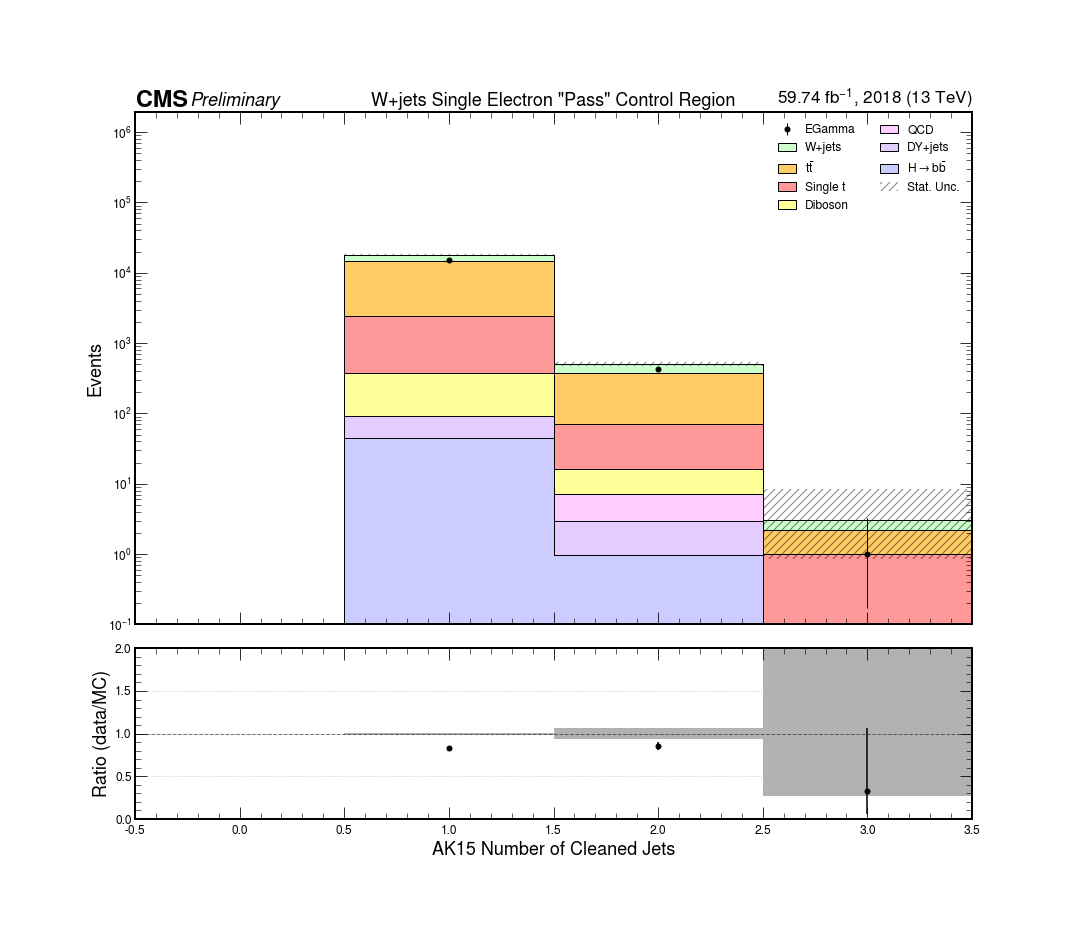 CMS Preliminary W+jets Single Electron "Pass" Control Region 59.74 fb⁻¹, 2018 (13 TeV)
EGamma
W+jets
tt̄
Single t
Diboson
QCD
DY+jets
H→bb̄
Stat. Unc.
Events
10⁶
10⁵
10⁴
10³
10²
10¹
10⁰
10⁻¹
Ratio (data/MC)
2.0
1.5
1.0
0.5
0.0
-0.5 0.0 0.5 1.0 1.5 2.0 2.5 3.0 3.5
AK15 Number of Cleaned Jets